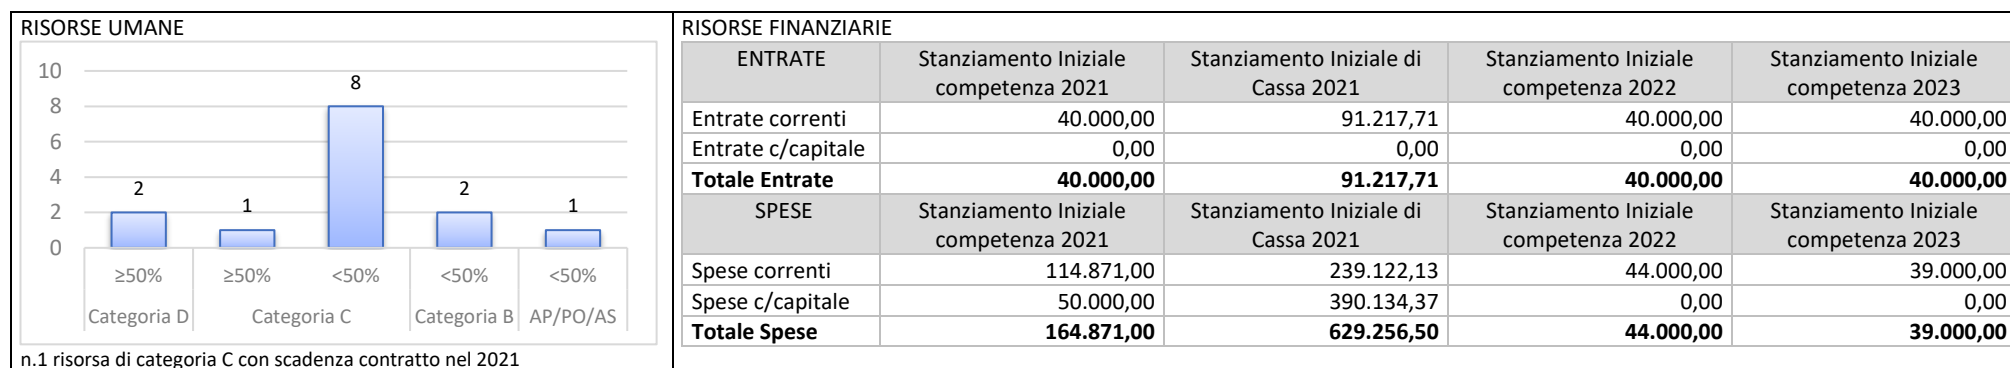 RISORSE UMANE
10
8
6
4
2
0
2
1
8
2
1
≥50% ≥50% <50% <50% <50%
Categoria D Categoria C Categoria B AP/PO/AS
n.1 risorsa di categoria C con scadenza contratto nel 2021
RISORSE FINANZIARIE
ENTRATE Stanziamento Iniziale competenza 2021 Stanziamento Iniziale di Cassa 2021 Stanziamento Iniziale competenza 2022 Stanziamento Iniziale competenza 2023
Entrate correnti 40.000,00 91.217,71 40.000,00 40.000,00
Entrate c/capitale 0,00 0,00 0,00 0,00
Totale Entrate 40.000,00 91.217,71 40.000,00 40.000,00
SPESE Stanziamento Iniziale competenza 2021 Stanziamento Iniziale di Cassa 2021 Stanziamento Iniziale competenza 2022 Stanziamento Iniziale competenza 2023
Spese correnti 114.871,00 239.122,13 44.000,00 39.000,00
Spese c/capitale 50.000,00 390.134,37 0,00 0,00
Totale Spese 164.871,00 629.256,50 44.000,00 39.000,00